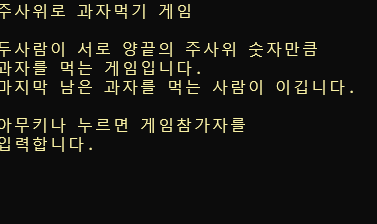 주사위로 과자먹기 게임
두사람이 서로 양끝의 주사위 숫자만큼
과자를 먹는 게임입니다.
마지막 남은 과자를 먹는 사람이 이깁니다.
아무키나 누르면 게임참가자를
입력합니다.